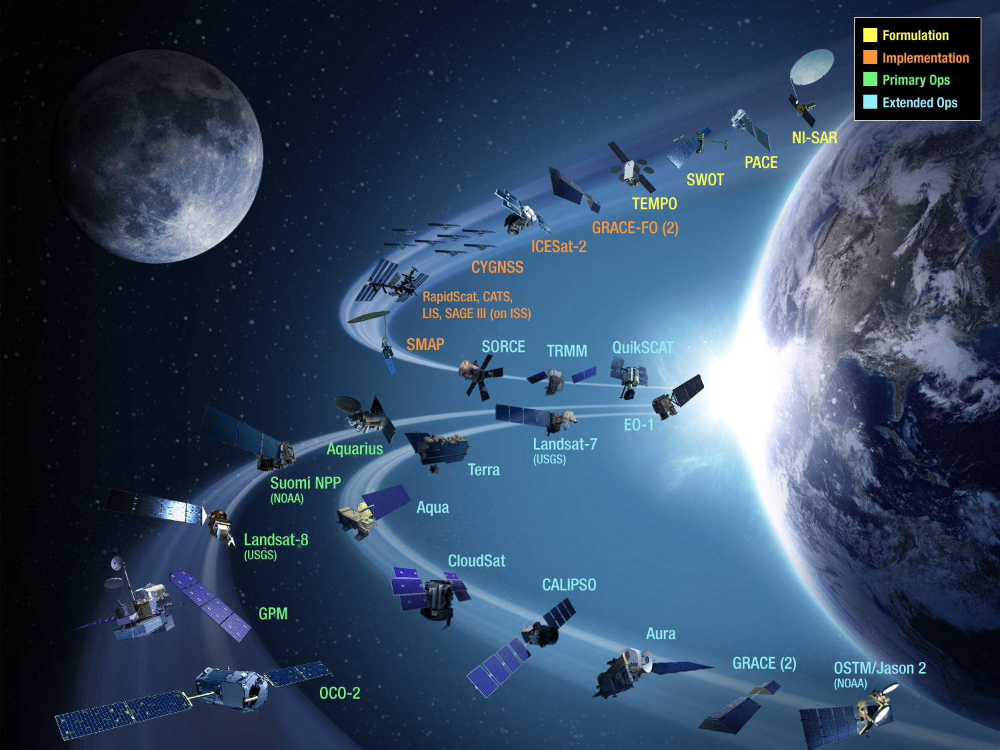 Formulation
Implementation
Primary Ops
Extended Ops
NI-SAR
PACE
SWOT
TEMPO
GRACE-FO (2)
ICESat-2
CYGNSS
RapidScat, CATS,
LIS, SAGE III (on ISS)
SMAP
SORCE
TRMM
QuikSCAT
EO-1
Landsat-7
(USGS)
Terra
Aquarius
Suomi NPP
(NOAA)
Aqua
Landsat-8
(USGS)
CloudSat
CALIPSO
GPM
Aura
GRACE (2)
OSTM/Jason 2
(NOAA)
OCO-2